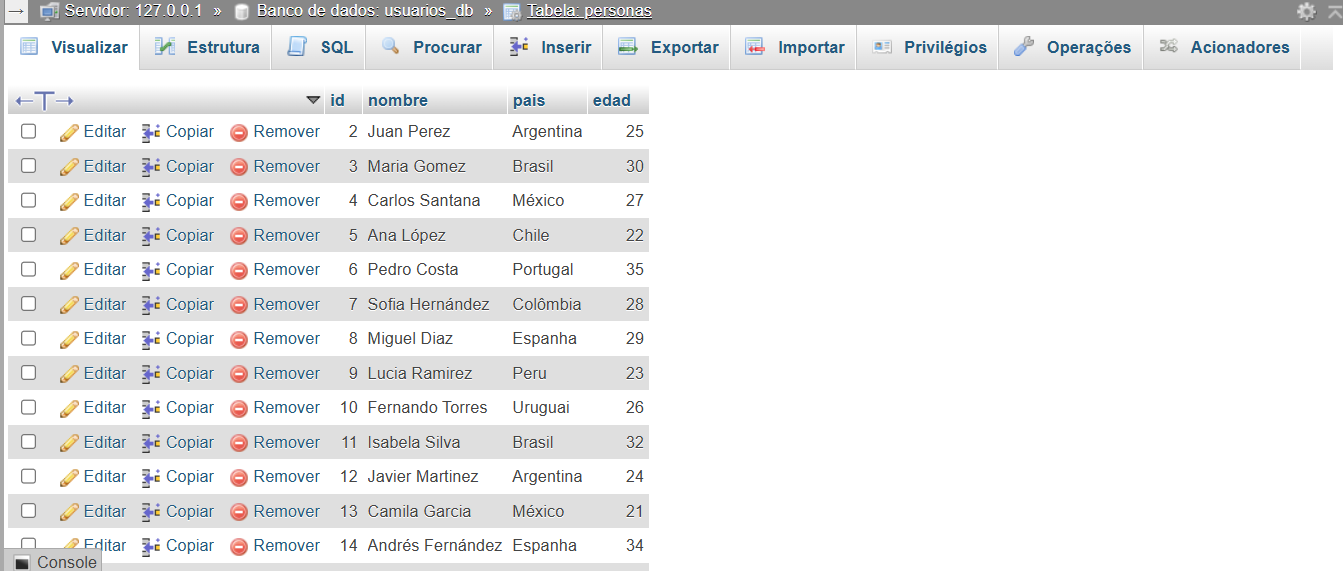 Servidor: 127.0.0.1 » Banco de dados: usuarios_db » Tabela: personas
Visualizar Estrutura SQL Procurar Inserir Exportar Importar Privilégios Operações Acionadores
←T→ id nombre pais edad
Editar Copiar Remover 2 Juan Perez Argentina 25
Editar Copiar Remover 3 Maria Gomez Brasil 30
Editar Copiar Remover 4 Carlos Santana México 27
Editar Copiar Remover 5 Ana López Chile 22
Editar Copiar Remover 6 Pedro Costa Portugal 35
Editar Copiar Remover 7 Sofia Hernández Colômbia 28
Editar Copiar Remover 8 Miguel Diaz Espanha 29
Editar Copiar Remover 9 Lucia Ramirez Peru 23
Editar Copiar Remover 10 Fernando Torres Uruguai 26
Editar Copiar Remover 11 Isabela Silva Brasil 32
Editar Copiar Remover 12 Javier Martinez Argentina 24
Editar Copiar Remover 13 Camila Garcia México 21
Editar Copiar Remover 14 Andrés Fernández Espanha 34
Console